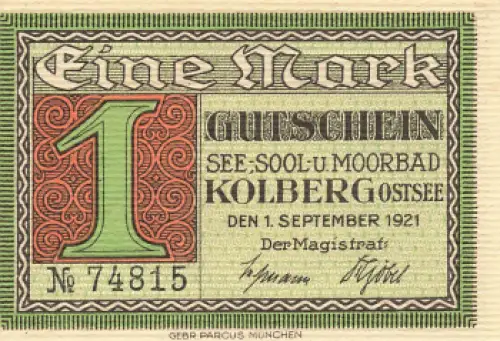 Eine Mark
1
GUTSCHEIN
SEE-, SOOL- U. MOORBAD
KOLBERG OSTSEE
DEN 1. SEPTEMBER 1921
Der Magistrat:
№ 74815
GEBR. PARCUS MÜNCHEN